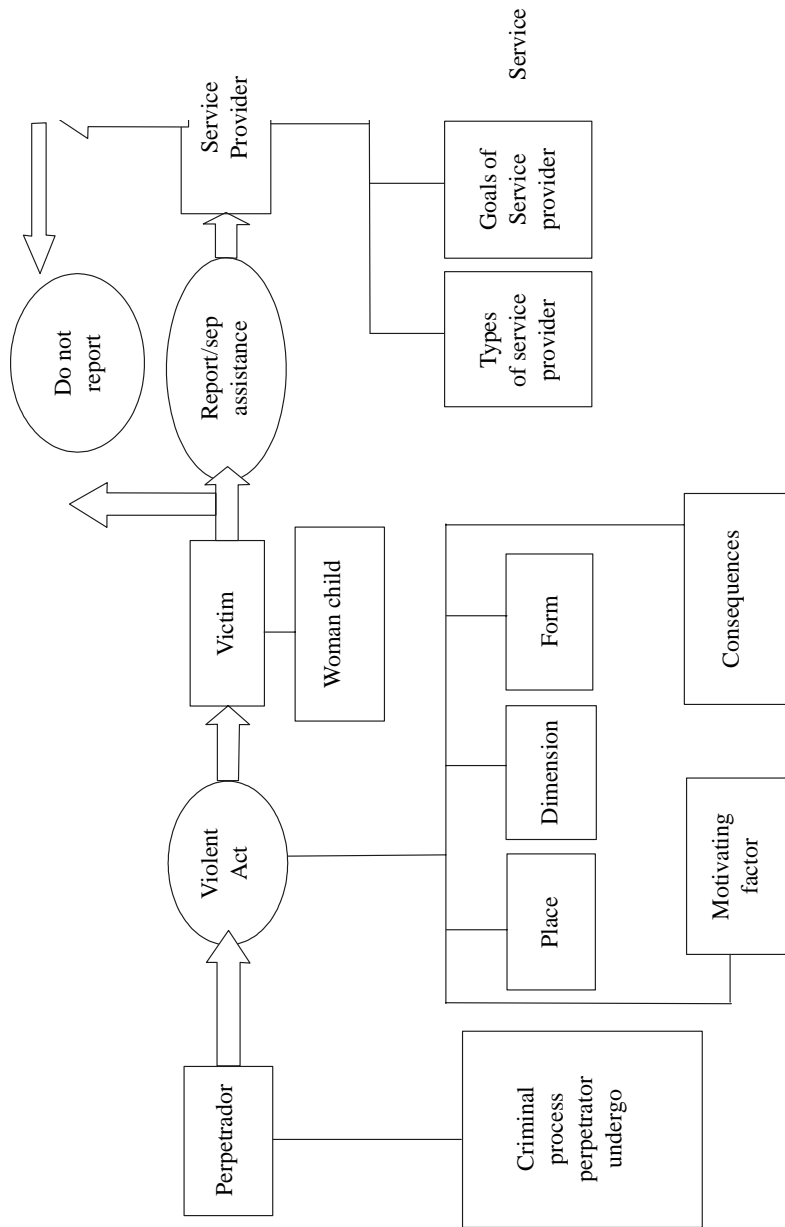 Perpetrador
Violent
Act
Victim
Report/sep
assistance
Service
Provider
Do not
report
Criminal
process
perpetrator
undergo
Place
Dimension
Form
Motivating
factor
Consequences
Woman child
Types
of service
provider
Goals of
Service
provider
Service